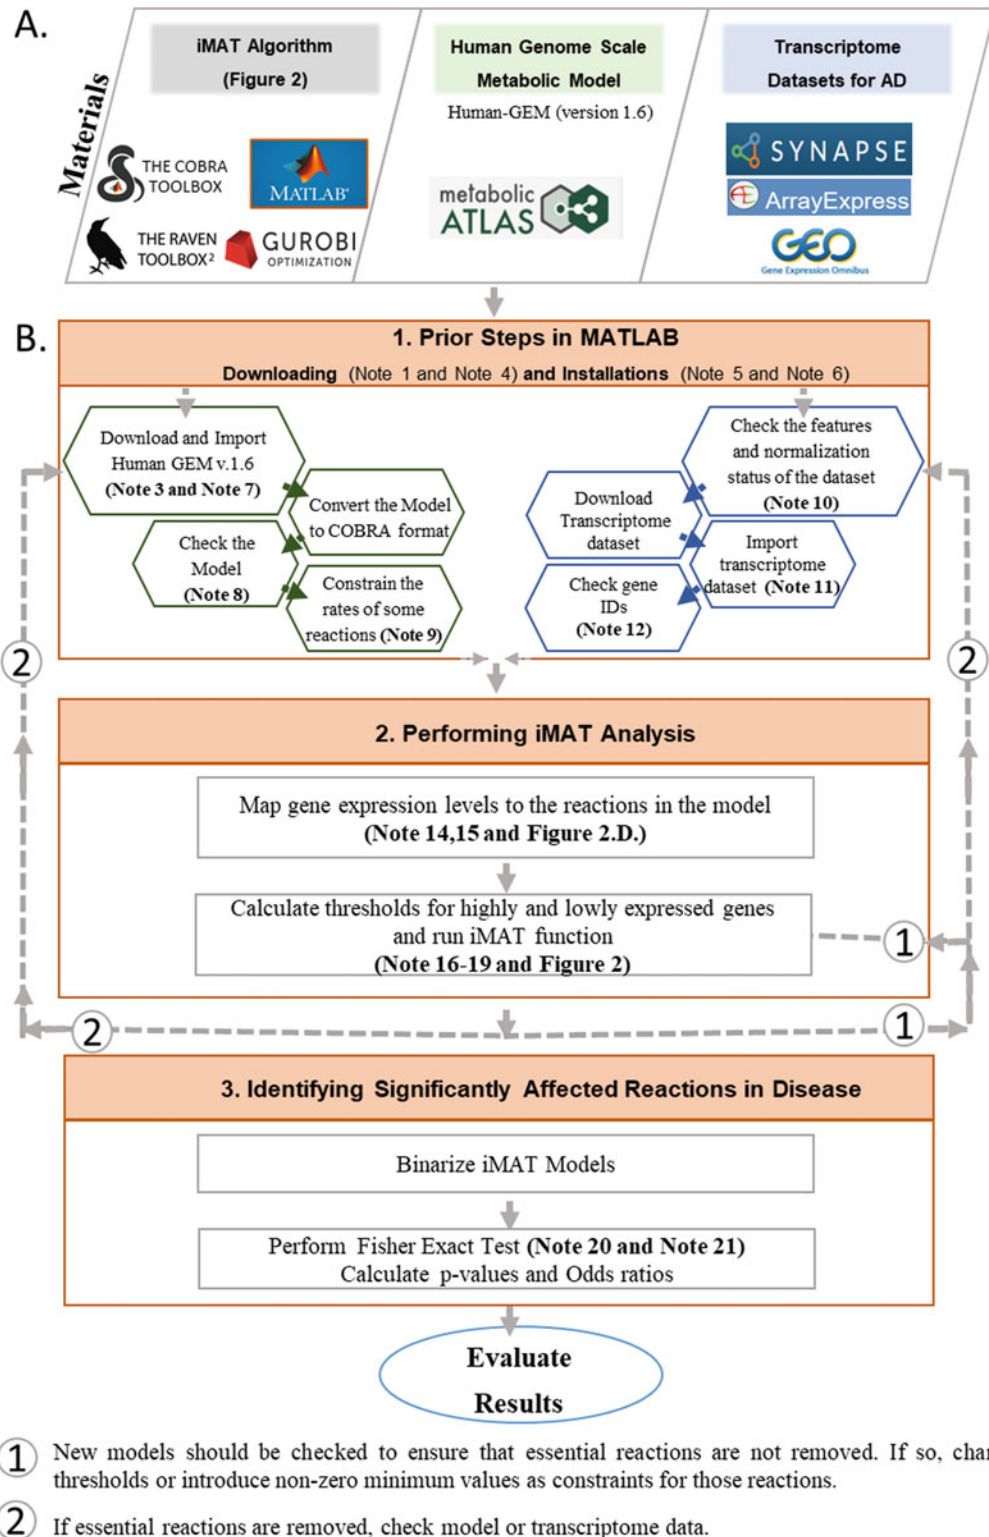 A.
Materials
iMAT Algorithm
(Figure 2)
THE COBRA
TOOLBOX
MATLAB®
THE RAVEN
TOOLBOX²
GUROBI
OPTIMIZATION
Human Genome Scale
Metabolic Model
Human-GEM (version 1.6)
metabolic
ATLAS
Transcriptome
Datasets for AD
SYNAPSE
ArrayExpress
GEO
Gene Expression Omnibus
B.
1. Prior Steps in MATLAB
Downloading (Note 1 and Note 4) and Installations (Note 5 and Note 6)
Download and Import
Human GEM v.1.6
(Note 3 and Note 7)
Convert the Model
to COBRA format
Check the
Model
(Note 8)
Constrain the
rates of some
reactions (Note 9)
Check the features
and normalization
status of the dataset
(Note 10)
Download
Transcriptome
dataset
Import
transcriptome
dataset (Note 11)
Check gene
IDs
(Note 12)
2
2
2. Performing iMAT Analysis
Map gene expression levels to the reactions in the model
(Note 14,15 and Figure 2.D.)
Calculate thresholds for highly and lowly expressed genes
and run iMAT function
(Note 16-19 and Figure 2)
1
2
1
3. Identifying Significantly Affected Reactions in Disease
Binarize iMAT Models
Perform Fisher Exact Test (Note 20 and Note 21)
Calculate p-values and Odds ratios
Evaluate
Results
1 New models should be checked to ensure that essential reactions are not removed. If so, chan
thresholds or introduce non-zero minimum values as constraints for those reactions.
2 If essential reactions are removed, check model or transcriptome data.